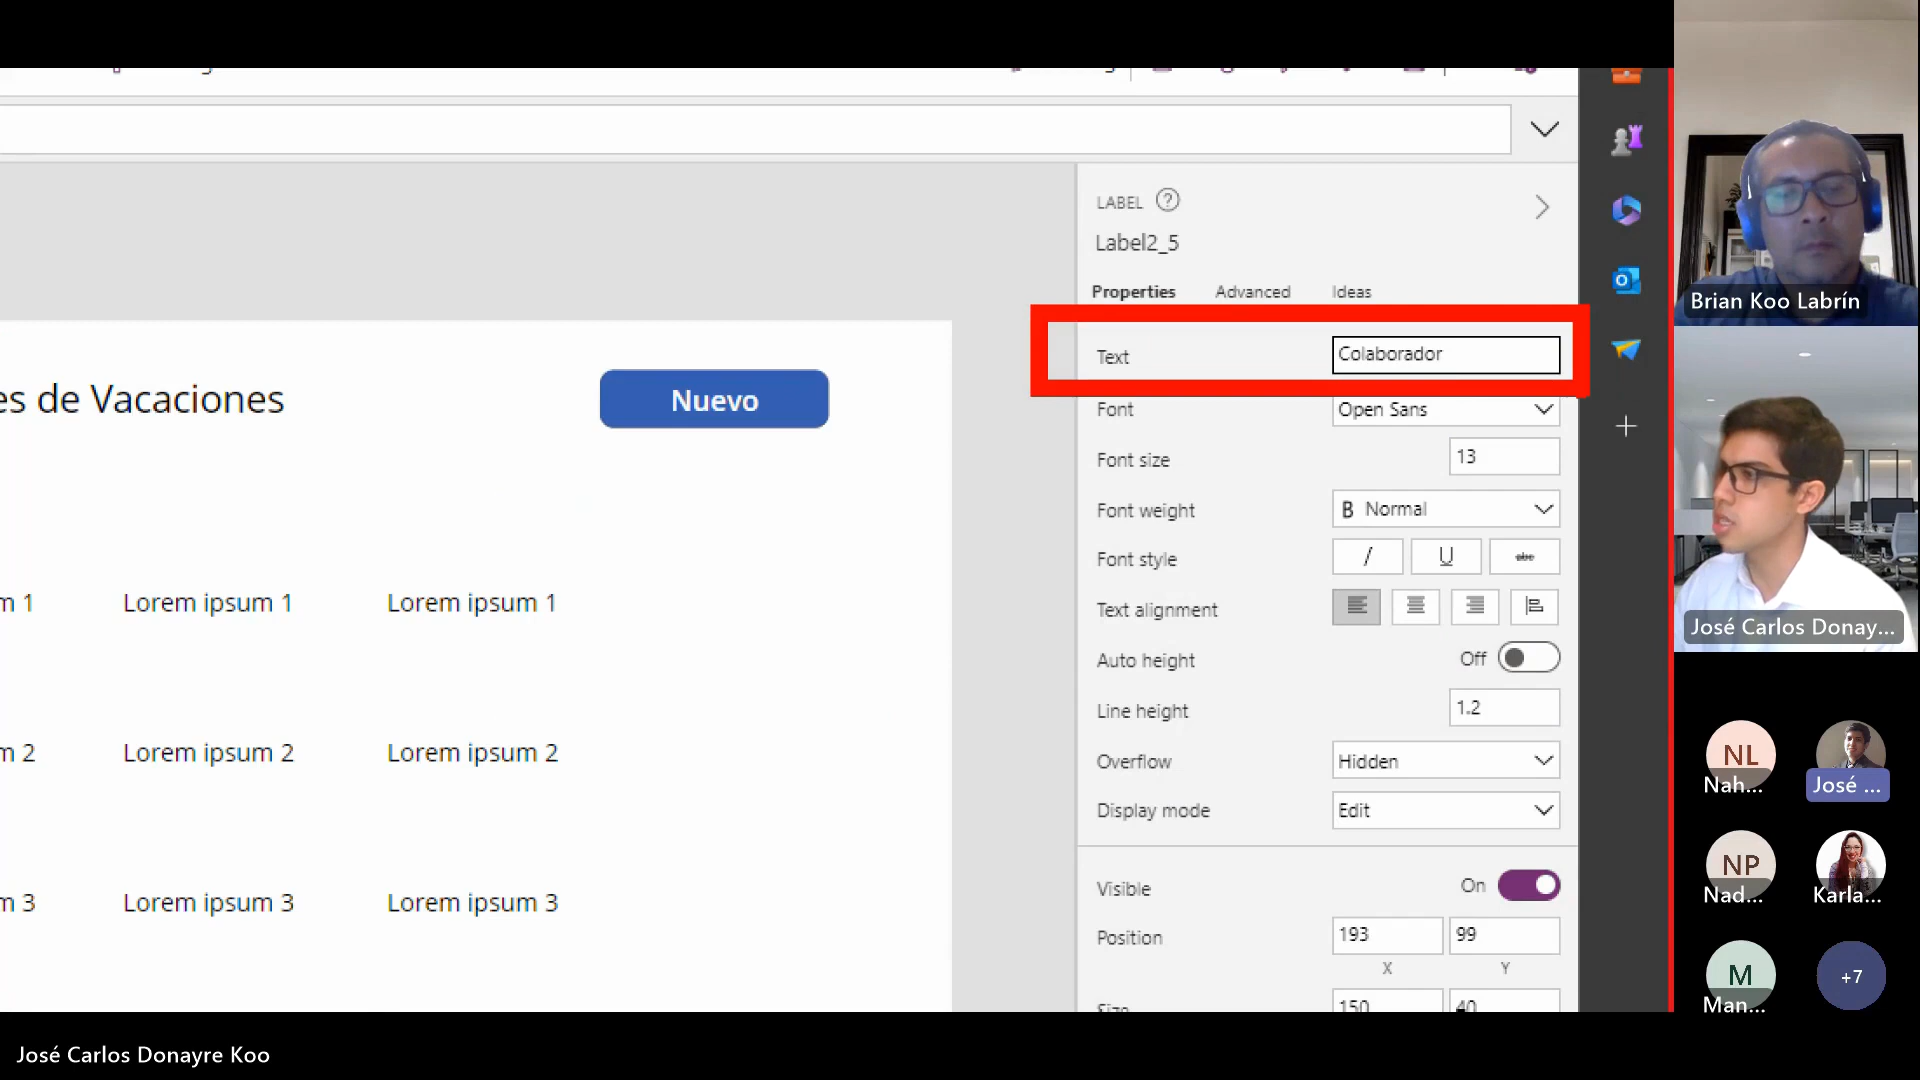 LABEL ?
Label2_5
Properties Advanced Ideas
Text Colaborador
Font Open Sans
Font size 13
Font weight B Normal
Font style / U abc
Text alignment
Auto height Off
Line height 1.2
Overflow Hidden
Display mode Edit
Visible On
Position 193 99
X Y
Size 150 40
es de Vacaciones
Nuevo
m 1 Lorem ipsum 1 Lorem ipsum 1
m 2 Lorem ipsum 2 Lorem ipsum 2
m 3 Lorem ipsum 3 Lorem ipsum 3
Brian Koo Labrín
José Carlos Donay...
NL
Nah...
José ...
NP
Nad...
Karla...
M
Man...
+7
José Carlos Donayre Koo